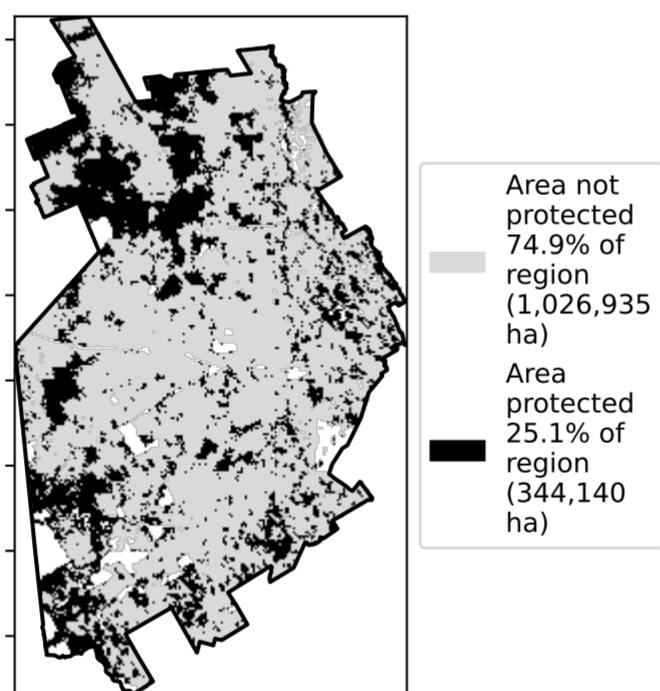 Area not
protected
74.9% of
region
(1,026,935
ha)
Area
protected
25.1% of
region
(344,140
ha)